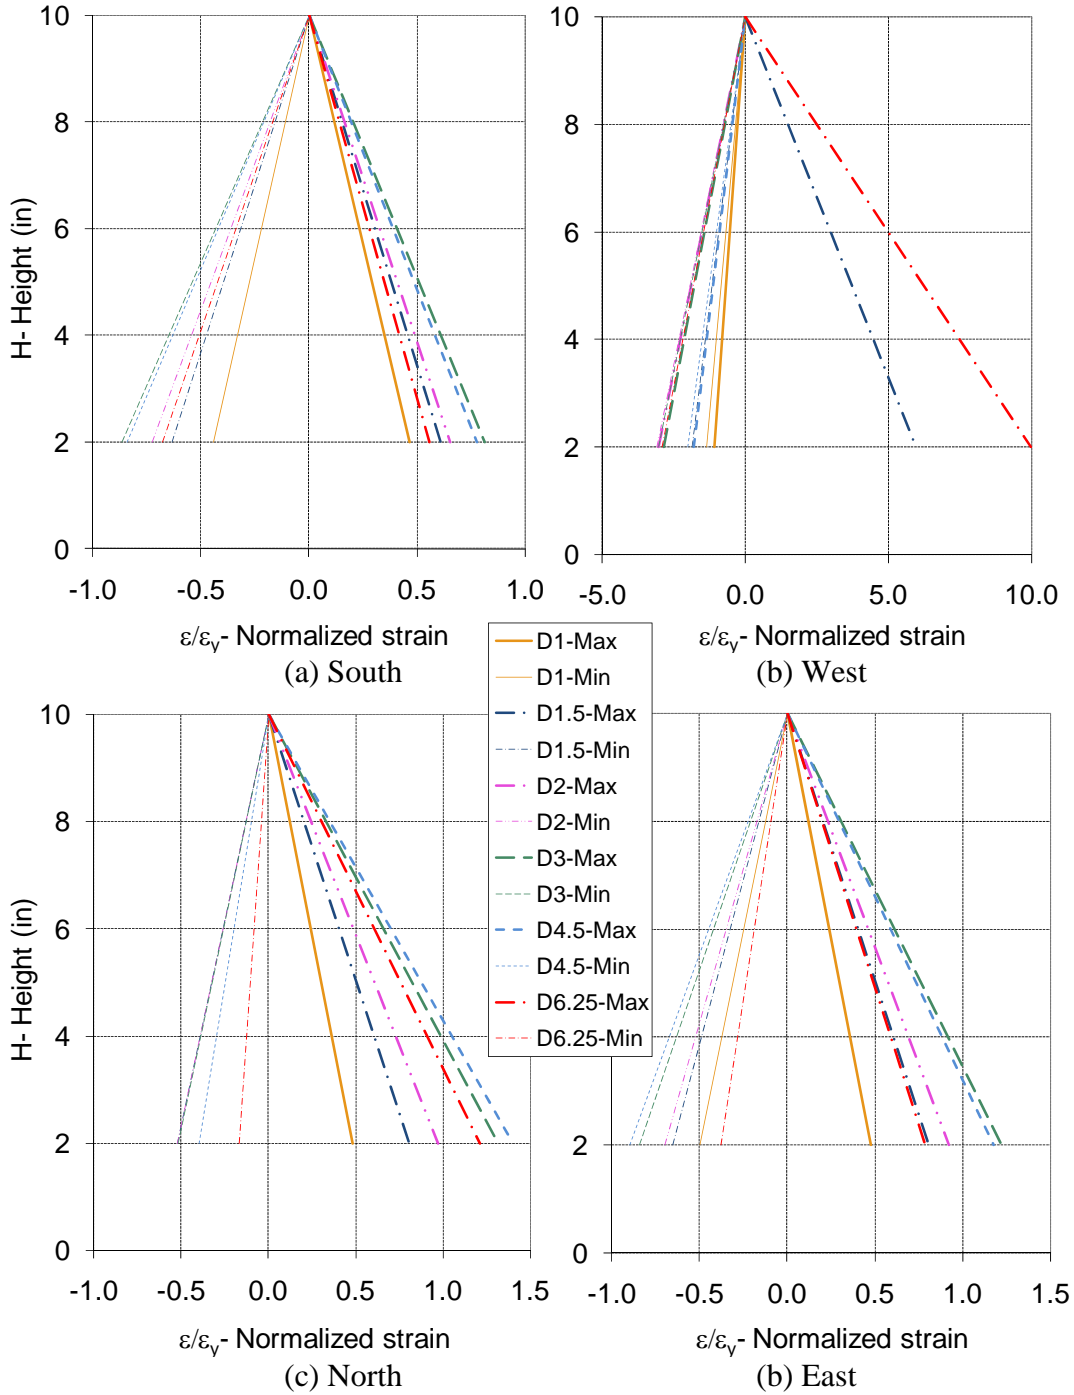 10
8
6
4
2
0
H- Height (in)
-1.0 -0.5 0.0 0.5 1.0
ε/εy- Normalized strain
(a) South
10
8
6
4
2
0
-5.0 0.0 5.0 10.0
ε/εy- Normalized strain
(b) West
D1-Max
D1-Min
D1.5-Max
D1.5-Min
D2-Max
D2-Min
D3-Max
D3-Min
D4.5-Max
D4.5-Min
D6.25-Max
D6.25-Min
10
8
6
4
2
0
H- Height (in)
-1.0 -0.5 0.0 0.5 1.0 1.5
ε/εy- Normalized strain
(c) North
2
0
-1.0 -0.5 0.0 0.5 1.0 1.5
ε/εy- Normalized strain
(b) East